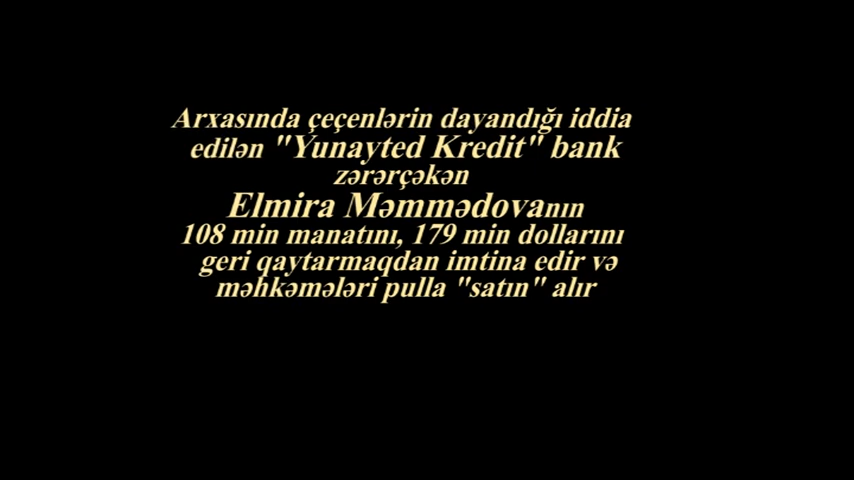 Arxasında çeçenlərin dayandığı iddia
edilən "Yunayted Kredit" bank
zərərçəkən
Elmira Məmmədovanın
108 min manatını, 179 min dollarını
geri qaytarmaqdan imtina edir və
məhkəmələri pulla "satın" alır